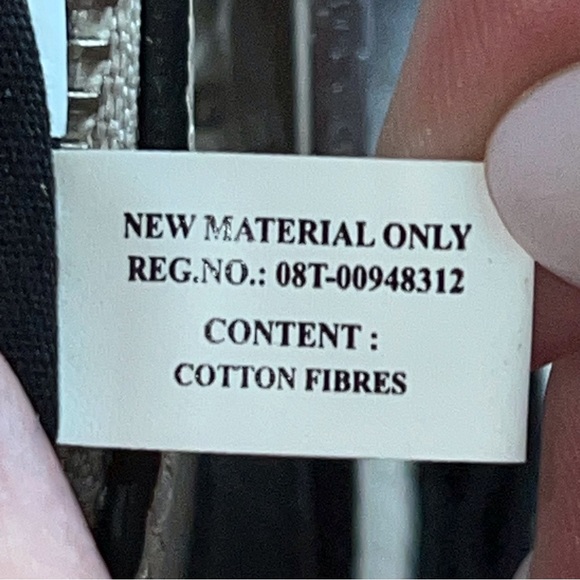 NEW MATERIAL ONLY
REG.NO.: 08T-00948312
CONTENT :
COTTON FIBRES